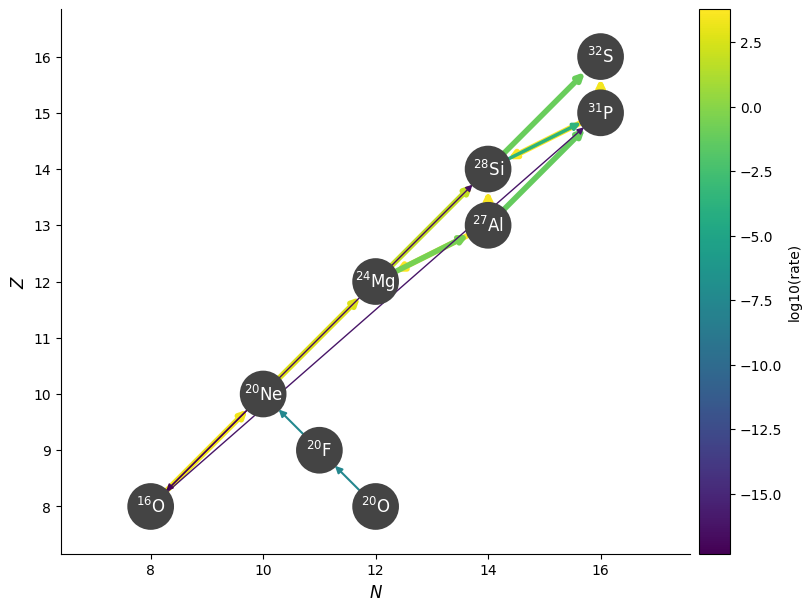 16
15
14
13
12
11
10
9
8
Z
8
10
12
14
16
N
³²S
³¹P
²⁸Si
²⁷Al
²⁴Mg
²⁰Ne
²⁰F
¹⁶O
²⁰O
2.5
0.0
−2.5
−5.0
−7.5
−10.0
−12.5
−15.0
log10(rate)